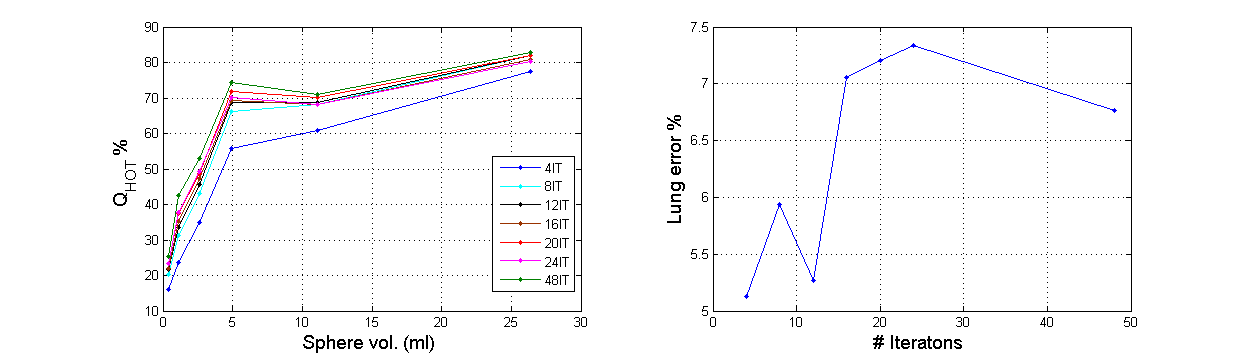 90
80
70
60
50
40
30
20
10
0 5 10 15 20 25 30
Q_HOT %
Sphere vol. (ml)
4IT
8IT
12IT
16IT
20IT
24IT
48IT
7.5
7
6.5
6
5.5
5
0 10 20 30 40 50
Lung error %
# Iteratons